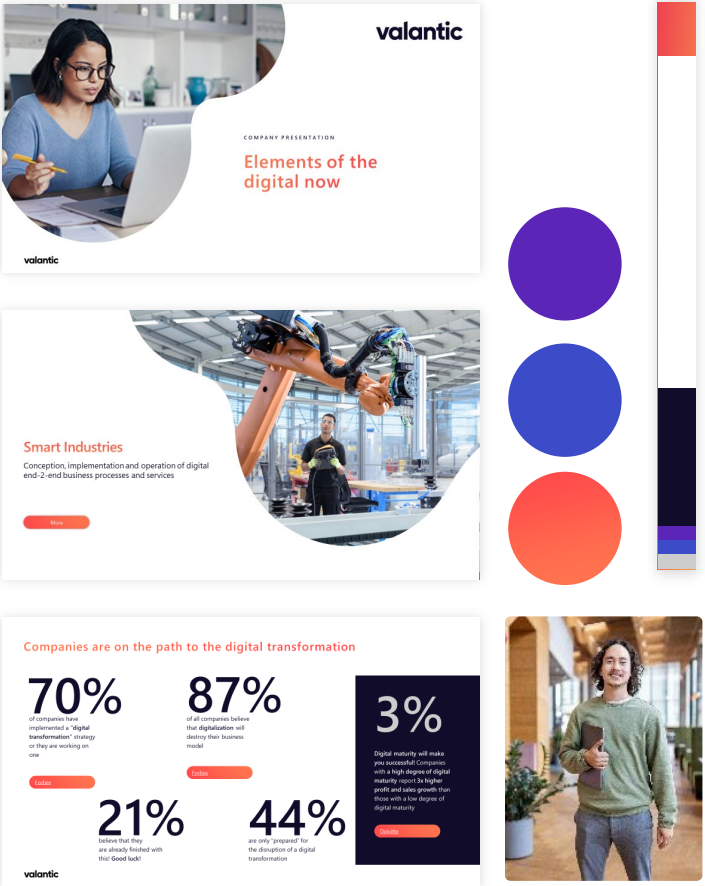 valantic
COMPANY PRESENTATION
Elements of the
digital now
valantic
Smart Industries
Conception, implementation and operation of digital
end-2-end business processes and services
More
Companies are on the path to the digital transformation
70%
of companies have
implemented a "digital
transformation" strategy
or they are working on
one
Forbes
87%
of all companies believe
that digitalization will
destroy their business
model
Forbes
3%
Digital maturity will make
you successful! Companies
with a high degree of digital
maturity report 3x higher
profit and sales growth than
those with a low degree of
digital maturity
Deloitte
21%
believe that they
are already finished with
this! Good luck!
44%
are only "prepared" for
the disruption of a digital
transformation
valantic